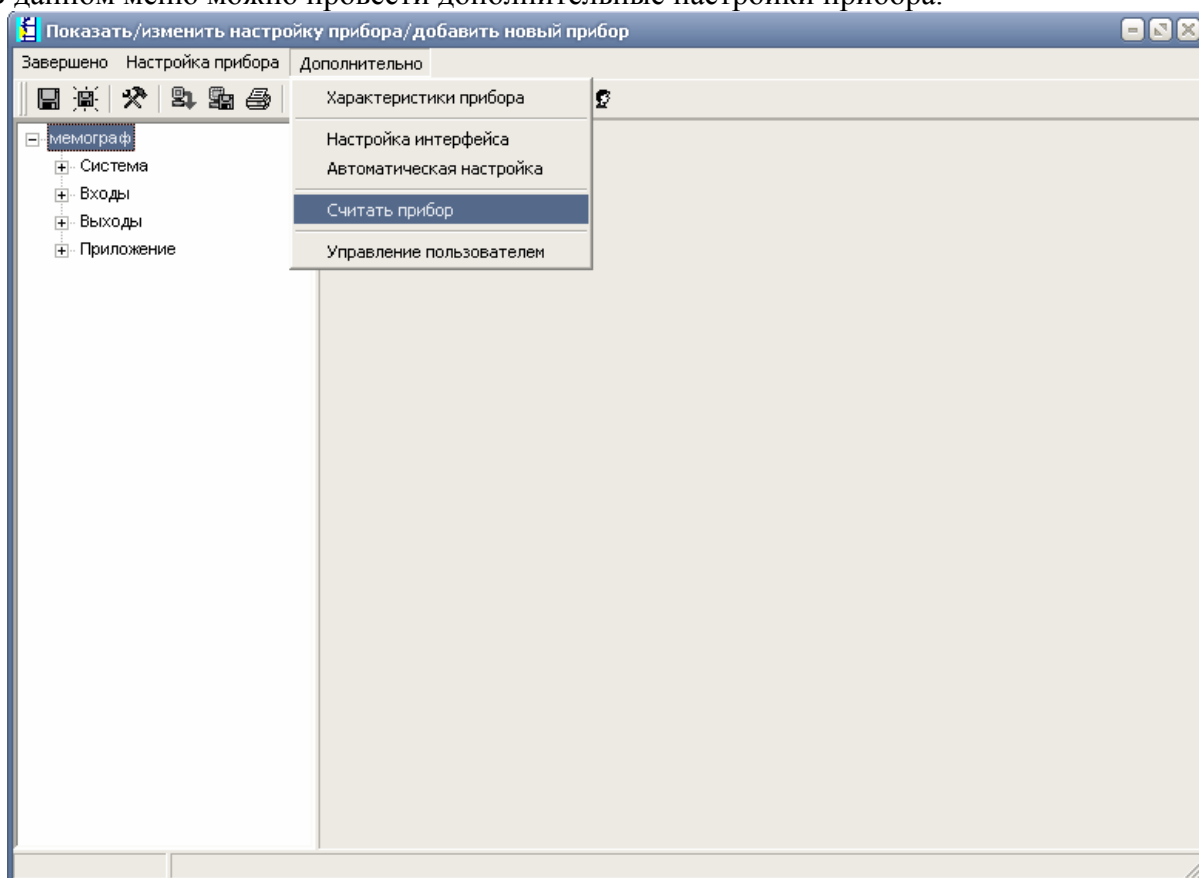 данном меню можно провести дополнительные настройки прибора.
Показать/изменить настройку прибора/добавить новый прибор
Завершено Настройка прибора Дополнительно
Характеристики прибора
Настройка интерфейса
Автоматическая настройка
Считать прибор
Управление пользователем
мемограф
Система
Входы
Выходы
Приложение